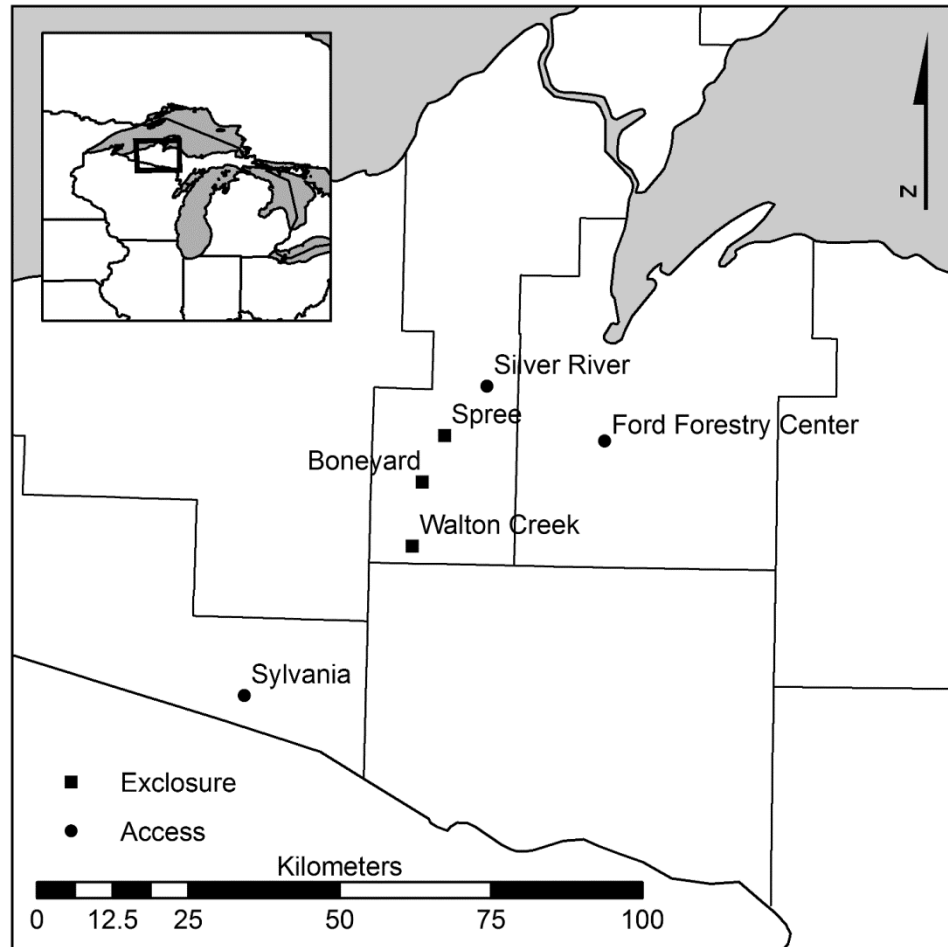 Z
Silver River
Spree
Ford Forestry Center
Boneyard
Walton Creek
Sylvania
Exclosure
Access
Kilometers
0 12.5 25 50 75 100